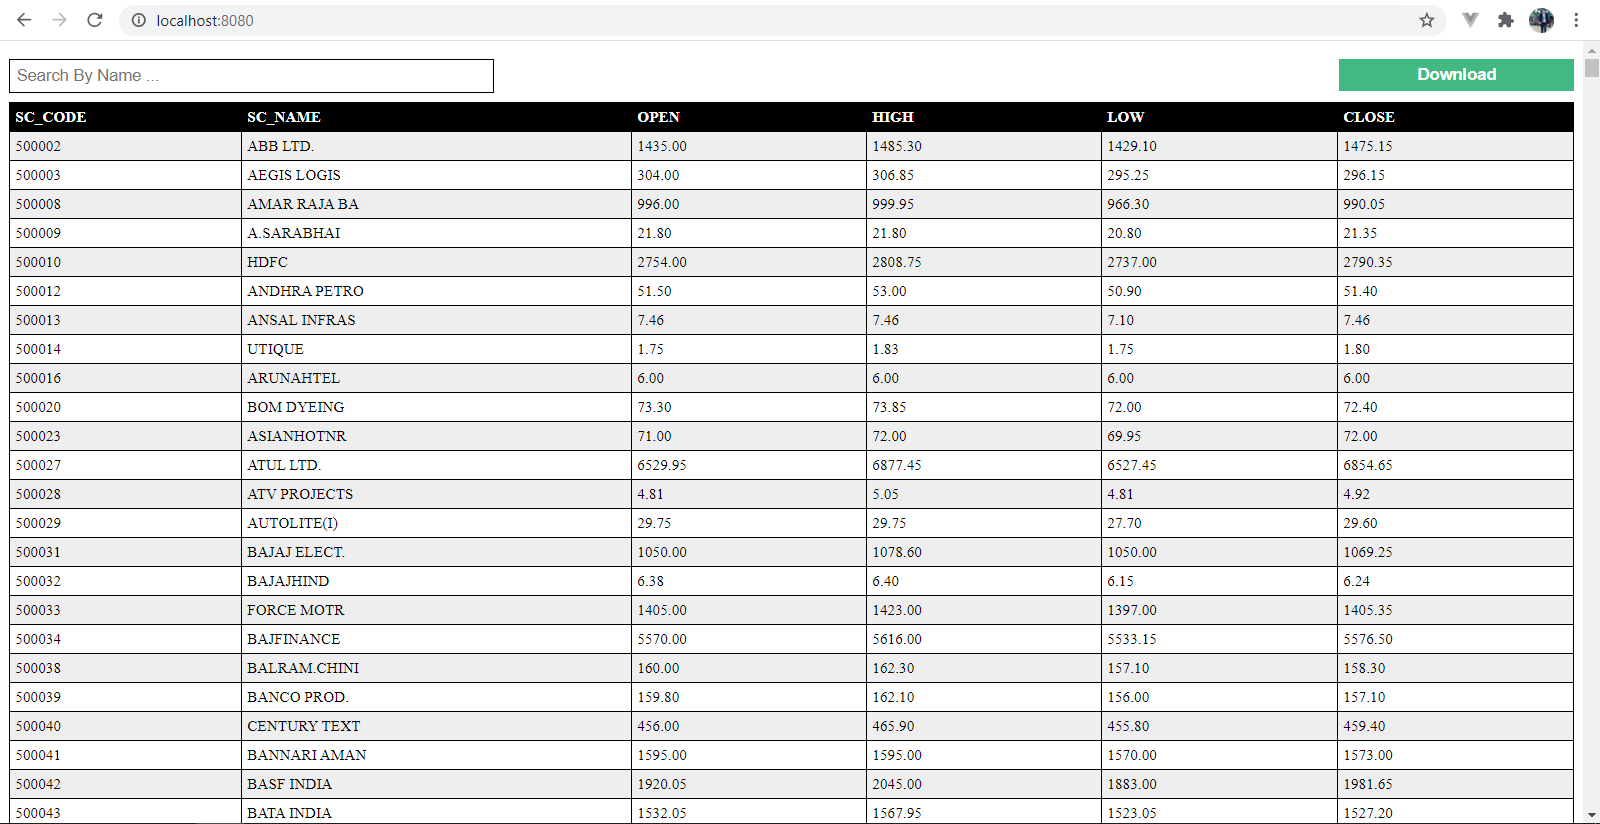 localhost:8080
Search By Name ... Download
SC_CODE SC_NAME OPEN HIGH LOW CLOSE
500002 ABB LTD. 1435.00 1485.30 1429.10 1475.15
500003 AEGIS LOGIS 304.00 306.85 295.25 296.15
500008 AMAR RAJA BA 996.00 999.95 966.30 990.05
500009 A.SARABHAI 21.80 21.80 20.80 21.35
500010 HDFC 2754.00 2808.75 2737.00 2790.35
500012 ANDHRA PETRO 51.50 53.00 50.90 51.40
500013 ANSAL INFRAS 7.46 7.46 7.10 7.46
500014 UTIQUE 1.75 1.83 1.75 1.80
500016 ARUNAHTEL 6.00 6.00 6.00 6.00
500020 BOM DYEING 73.30 73.85 72.00 72.40
500023 ASIANHOTNR 71.00 72.00 69.95 72.00
500027 ATUL LTD. 6529.95 6877.45 6527.45 6854.65
500028 ATV PROJECTS 4.81 5.05 4.81 4.92
500029 AUTOLITE(I) 29.75 29.75 27.70 29.60
500031 BAJAJ ELECT. 1050.00 1078.60 1050.00 1069.25
500032 BAJAJHIND 6.38 6.40 6.15 6.24
500033 FORCE MOTR 1405.00 1423.00 1397.00 1405.35
500034 BAJFINANCE 5570.00 5616.00 5533.15 5576.50
500038 BALRAM.CHINI 160.00 162.30 157.10 158.30
500039 BANCO PROD. 159.80 162.10 156.00 157.10
500040 CENTURY TEXT 456.00 465.90 455.80 459.40
500041 BANNARI AMAN 1595.00 1595.00 1570.00 1573.00
500042 BASF INDIA 1920.05 2045.00 1883.00 1981.65
500043 BATA INDIA 1532.05 1567.95 1523.05 1527.20